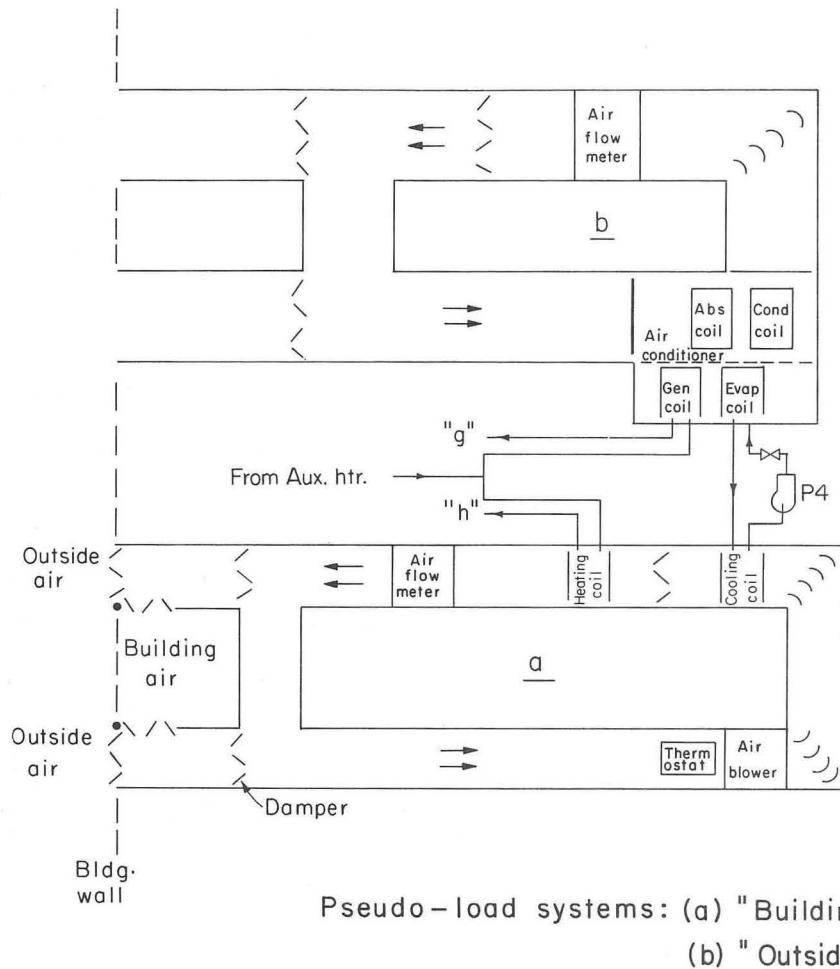 Air
flow
meter
b
Abs
coil
Cond
coil
Air
conditioner
Gen
coil
Evap
coil
"g"
From Aux. htr.
"h"
P4
Outside
air
Air
flow
meter
Heating
coil
Cooling
coil
Building
air
a
Outside
air
Therm
ostat
Air
blower
Damper
Bldg.
wall
Pseudo-load systems: (a) "Buildin
(b) "Outsid